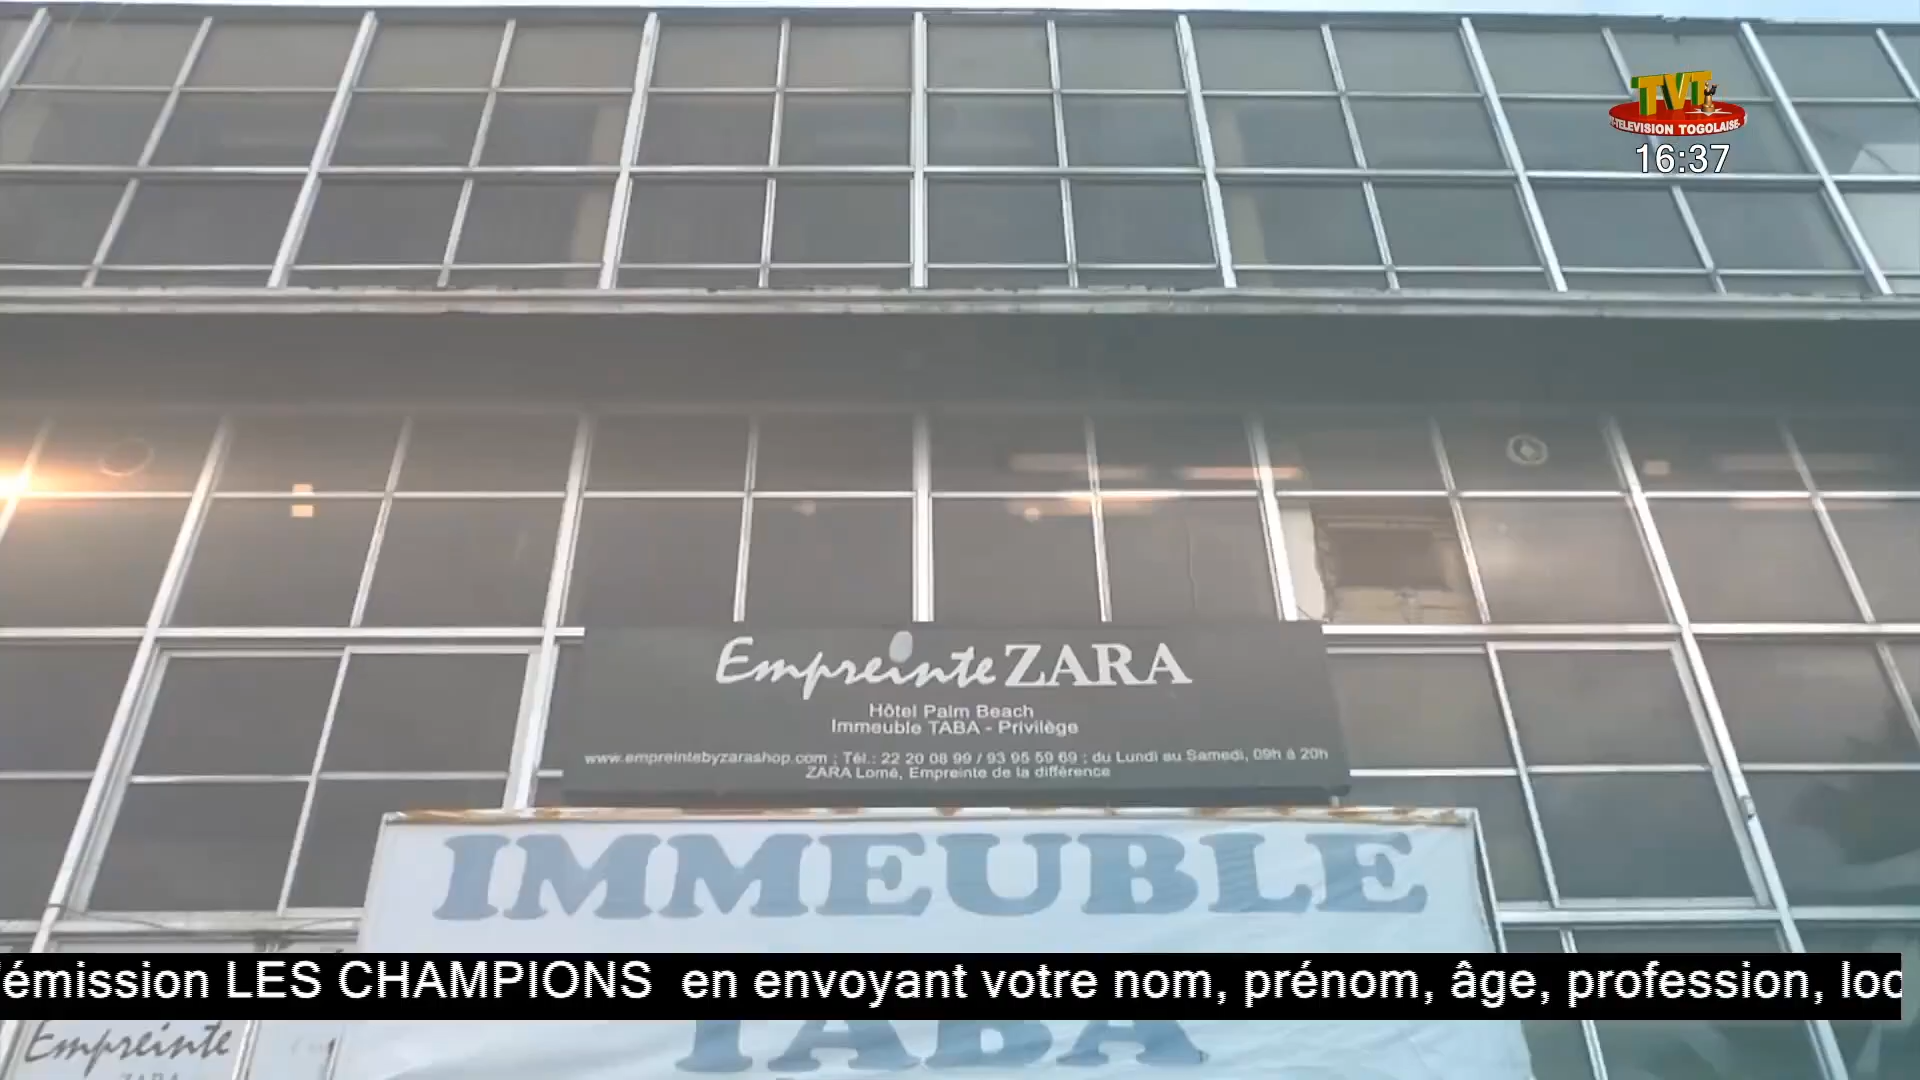 TVT
TELEVISION TOGOLAISE
16:37
Empreinte ZARA
Hôtel Palm Beach
Immeuble TABA - Privilège
www.empreintebyzarashop.com ; Tél.: 22 20 08 99 / 93 95 59 69 ; du Lundi au Samedi, 09h à 20h
ZARA Lomé, Empreinte de la différence
IMMEUBLE
'émission LES CHAMPIONS en envoyant votre nom, prénom, âge, profession, loc
TABA
Empreinte
ZARA